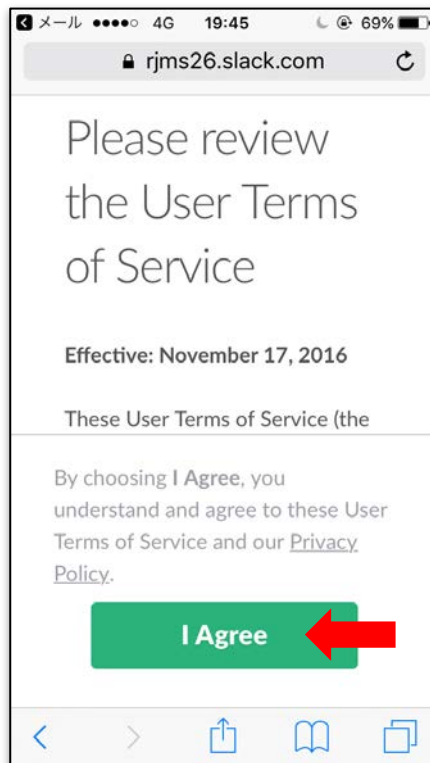 メール 4G 19:45 69%
rjms26.slack.com
Please review
the User Terms
of Service
Effective: November 17, 2016
These User Terms of Service (the
By choosing I Agree, you
understand and agree to these User
Terms of Service and our Privacy
Policy.
I Agree